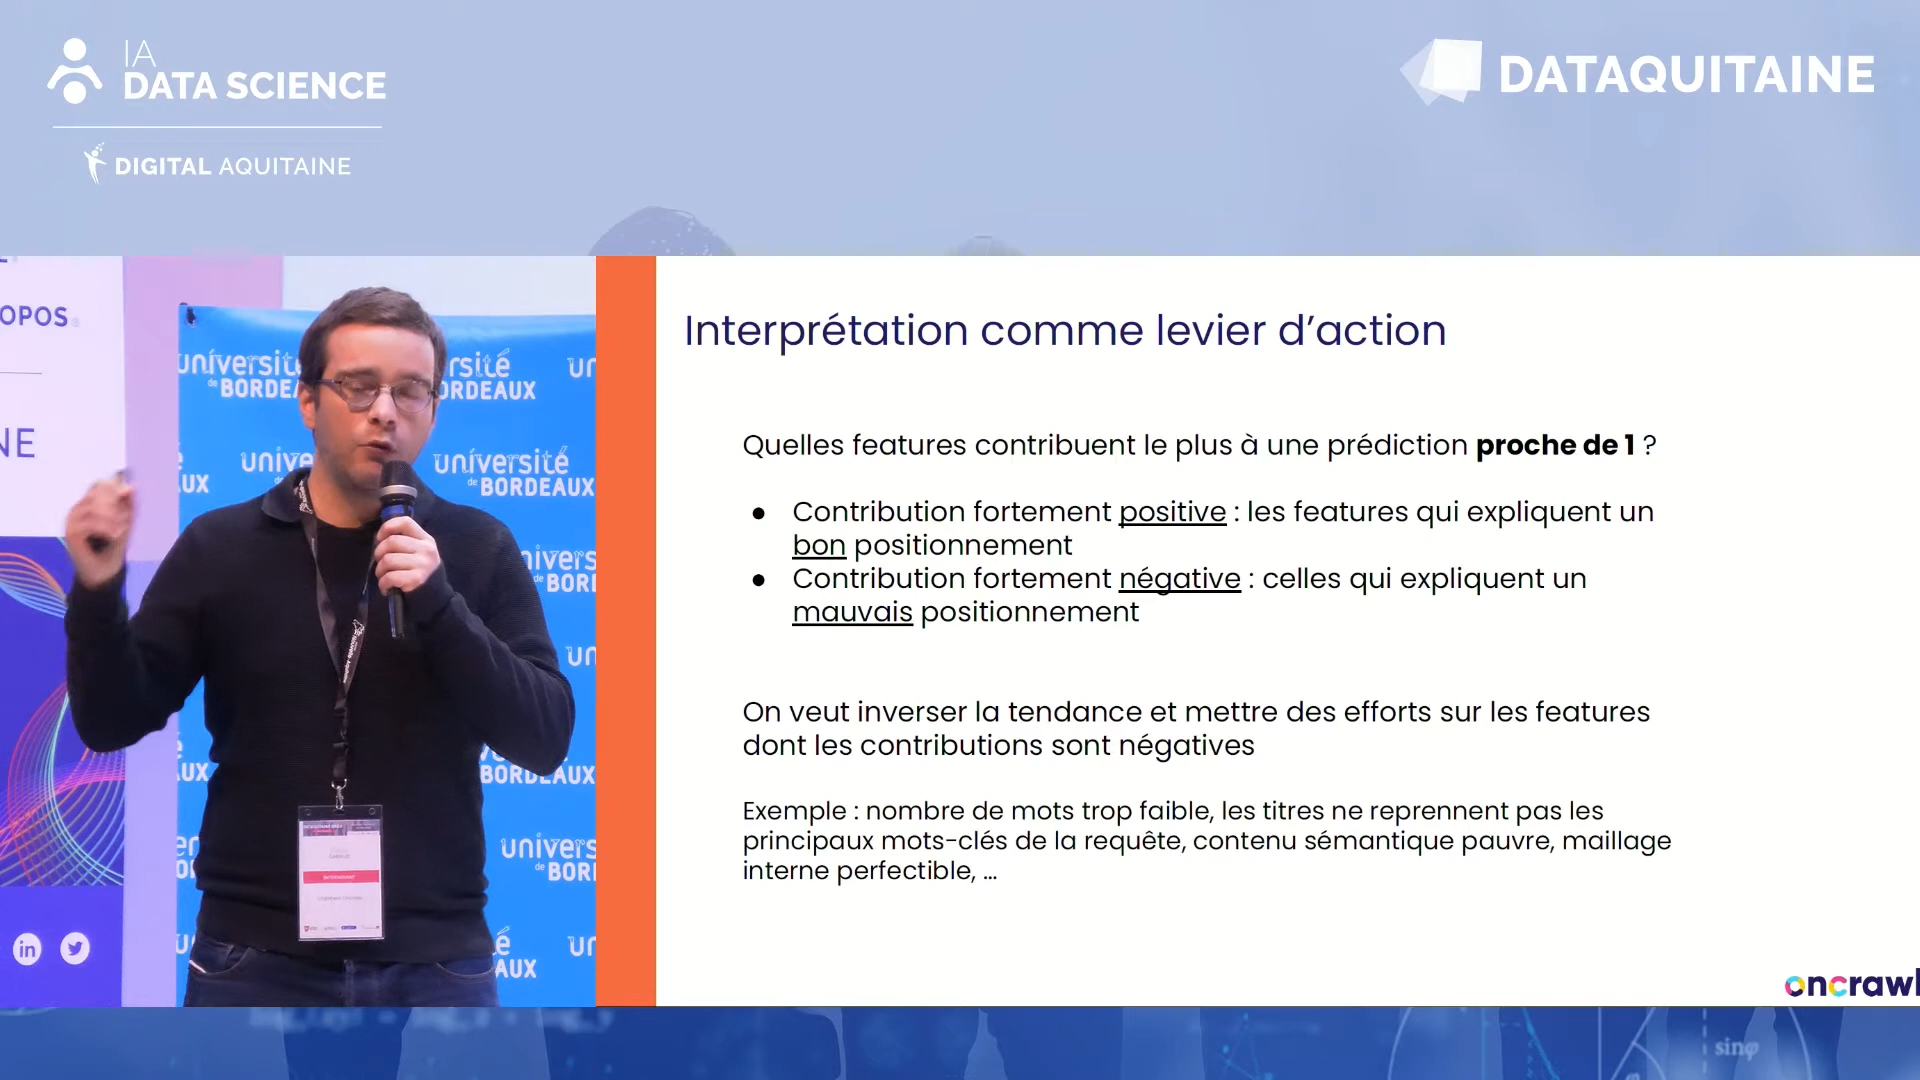 IA
DATA SCIENCE
DIGITAL AQUITAINE
DATAQUITAINE
OPOS
NE
université
de BORDEAUX
université
de BORDEAUX
in
Interprétation comme levier d’action
Quelles features contribuent le plus à une prédiction proche de 1 ?
● Contribution fortement positive : les features qui expliquent un
bon positionnement
● Contribution fortement négative : celles qui expliquent un
mauvais positionnement
On veut inverser la tendance et mettre des efforts sur les features
dont les contributions sont négatives
Exemple : nombre de mots trop faible, les titres ne reprennent pas les
principaux mots-clés de la requête, contenu sémantique pauvre, maillage
interne perfectible, ...
oncrawl
sinφ